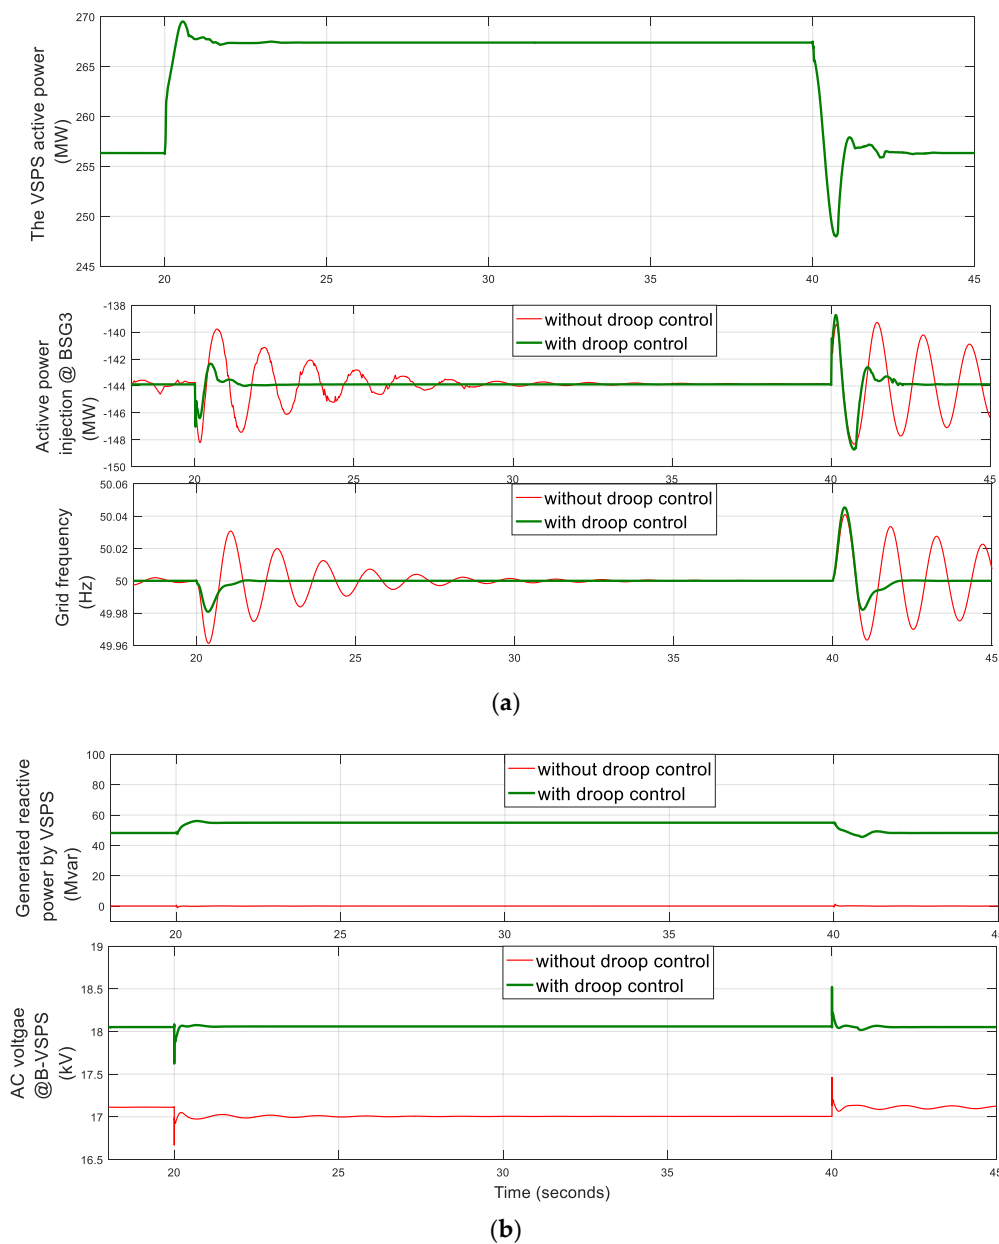 The VSPS active power
(MW)
270
265
260
255
250
245
20
25
30
35
40
45
Activve power
injection @ BSG3
(MW)
-138
-140
-142
-144
-146
-148
-150
without droop control
with droop control
20
25
30
35
40
45
Grid frequency
(Hz)
50.06
50.04
50.02
50
49.98
49.96
without droop control
with droop control
20
25
30
35
40
45
(a)
Generated reactive
power by VSPS
(Mvar)
100
80
60
40
20
0
without droop control
with droop control
20
25
30
35
40
45
AC voltgae
@B-VSPS
(kV)
19
18.5
18
17.5
17
16.5
without droop control
with droop control
20
25
30
35
40
45
Time (seconds)
(b)